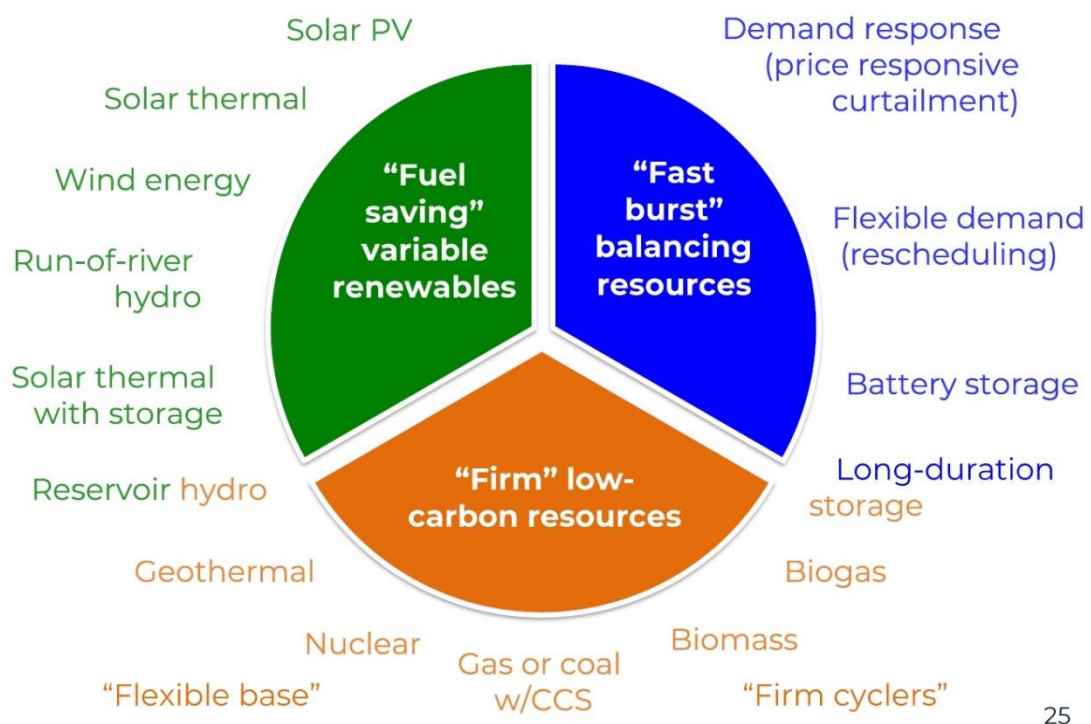 Solar PV
Solar thermal
Wind energy
Run-of-river
hydro
Solar thermal
with storage
Reservoir hydro
Geothermal
Nuclear
"Flexible base"
Gas or coal
w/CCS
Biomass
"Firm cyclers"
Biogas
Long-duration
storage
Battery storage
Flexible demand
(rescheduling)
Demand response
(price responsive
curtailment)
“Fuel
saving”
variable
renewables
“Fast
burst”
balancing
resources
“Firm” low-
carbon resources
25